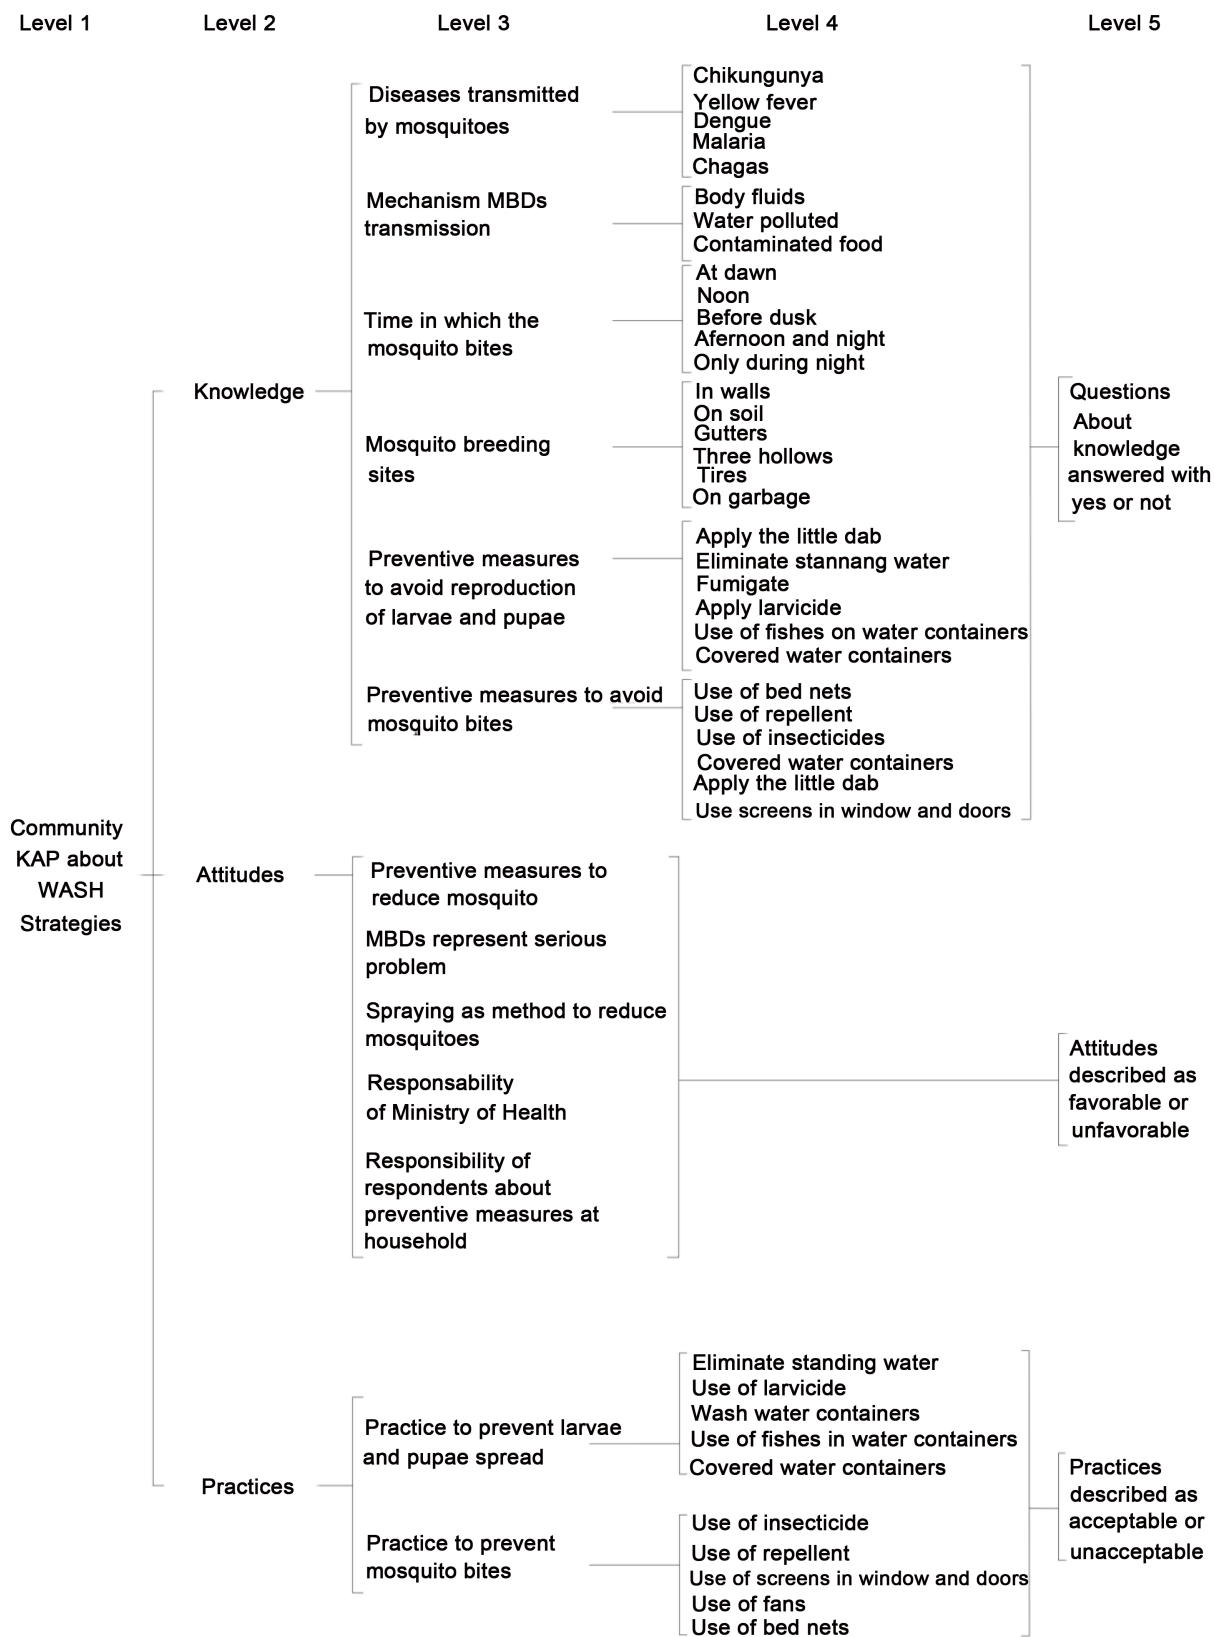 Level 1
Level 2
Level 3
Level 4
Level 5
Community
KAP about
WASH
Strategies
Knowledge
Diseases transmitted
by mosquitoes
Chikungunya
Yellow fever
Dengue
Malaria
Chagas
Mechanism MBDs
transmission
Body fluids
Water polluted
Contaminated food
Time in which the
mosquito bites
At dawn
Noon
Before dusk
Afernoon and night
Only during night
Mosquito breeding
sites
In walls
On soil
Gutters
Three hollows
Tires
On garbage
Preventive measures
to avoid reproduction
of larvae and pupae
Apply the little dab
Eliminate stannang water
Fumigate
Apply larvicide
Use of fishes on water containers
Covered water containers
Preventive measures to avoid
mosquito bites
Use of bed nets
Use of repellent
Use of insecticides
Covered water containers
Apply the little dab
Use screens in window and doors
Questions
About
knowledge
answered with
yes or not
Attitudes
Preventive measures to
reduce mosquito
MBDs represent serious
problem
Spraying as method to reduce
mosquitoes
Responsability
of Ministry of Health
Responsibility of
respondents about
preventive measures at
household
Attitudes
described as
favorable or
unfavorable
Practices
Practice to prevent larvae
and pupae spread
Eliminate standing water
Use of larvicide
Wash water containers
Use of fishes in water containers
Covered water containers
Practice to prevent
mosquito bites
Use of insecticide
Use of repellent
Use of screens in window and doors
Use of fans
Use of bed nets
Practices
described as
acceptable or
unacceptable